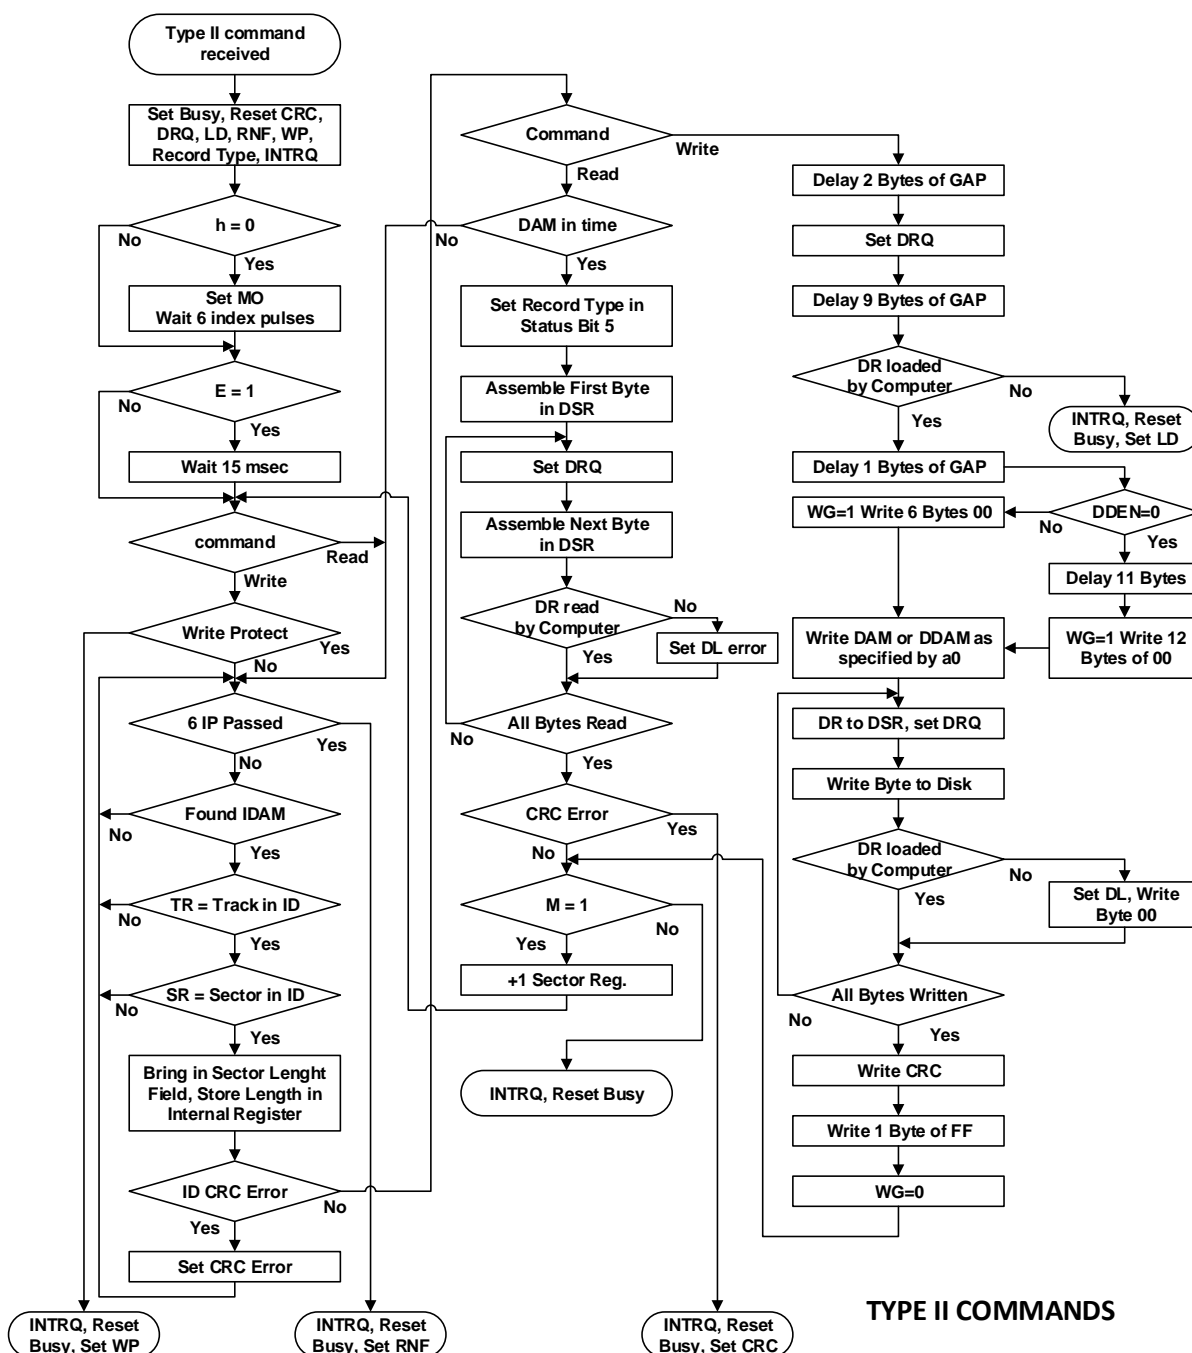 Type II command
received
Set Busy, Reset CRC,
DRQ, LD, RNF, WP,
Record Type, INTRQ
h = 0
No
Yes
Set MO
Wait 6 index pulses
E = 1
No
Yes
Wait 15 msec
command
Read
Write
Write Protect
Yes
No
6 IP Passed
Yes
No
Found IDAM
No
Yes
TR = Track in ID
No
Yes
SR = Sector in ID
No
Yes
Bring in Sector Lenght
Field, Store Length in
Internal Register
ID CRC Error
No
Yes
Set CRC Error
INTRQ, Reset
Busy, Set WP
INTRQ, Reset
Busy, Set RNF
Command
Write
Read
DAM in time
No
Yes
Set Record Type in
Status Bit 5
Assemble First Byte
in DSR
Set DRQ
Assemble Next Byte
in DSR
DR read
by Computer
No
Yes
Set DL error
All Bytes Read
No
Yes
CRC Error
Yes
No
M = 1
No
Yes
+1 Sector Reg.
INTRQ, Reset Busy
INTRQ, Reset
Busy, Set CRC
Delay 2 Bytes of GAP
Set DRQ
Delay 9 Bytes of GAP
DR loaded
by Computer
No
Yes
INTRQ, Reset
Busy, Set LD
Delay 1 Bytes of GAP
DDEN=0
No
Yes
WG=1 Write 6 Bytes 00
Delay 11 Bytes
WG=1 Write 12
Bytes of 00
Write DAM or DDAM as
specified by a0
DR to DSR, set DRQ
Write Byte to Disk
DR loaded
by Computer
No
Yes
Set DL, Write
Byte 00
All Bytes Written
No
Yes
Write CRC
Write 1 Byte of FF
WG=0
TYPE II COMMANDS